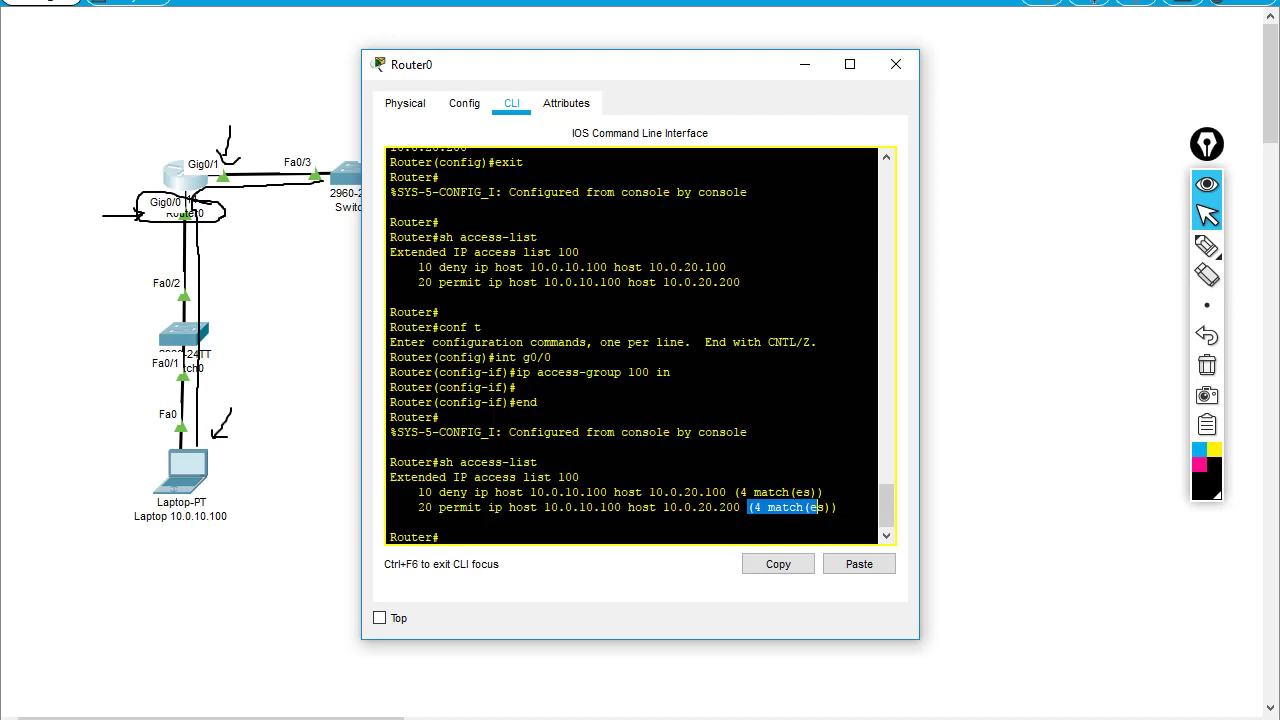 Router0
Physical
Config
CLI
Attributes
IOS Command Line Interface
Router(config)#exit
Router#
%SYS-5-CONFIG_I: Configured from console by console
Router#
Router#sh access-list
Extended IP access list 100
10 deny ip host 10.0.10.100 host 10.0.20.100
20 permit ip host 10.0.10.100 host 10.0.20.200
Router#
Router#conf t
Enter configuration commands, one per line. End with CNTL/Z.
Router(config)#int g0/0
Router(config-if)#ip access-group 100 in
Router(config-if)#
Router(config-if)#end
Router#
%SYS-5-CONFIG_I: Configured from console by console
Router#sh access-list
Extended IP access list 100
10 deny ip host 10.0.10.100 host 10.0.20.100 (4 match(es))
20 permit ip host 10.0.10.100 host 10.0.20.200 (4 match(es))
Router#
Ctrl+F6 to exit CLI focus
Copy
Paste
Top
Gig0/1
Fa0/3
Gig0/0
Router0
Fa0/2
Fa0/1
Fa0
Laptop-PT
Laptop 10.0.10.100